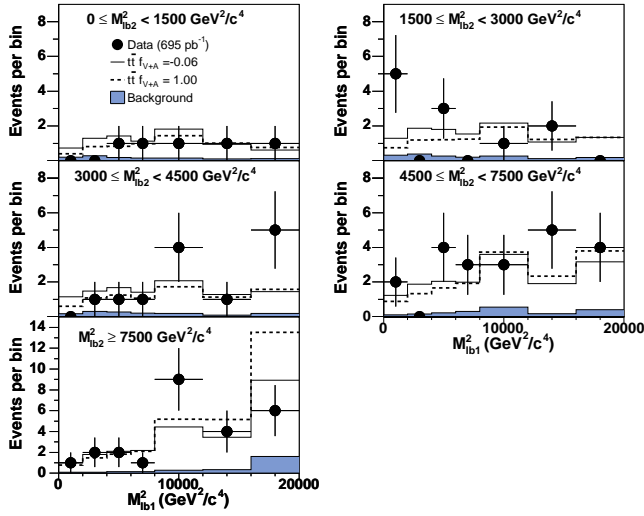 0 ≤ M²lb2 < 1500 GeV²/c⁴
Data (695 pb⁻¹)
tt̄ fV+A =-0.06
tt̄ fV+A = 1.00
Background
Events per bin
8
6
4
2
1500 ≤ M²lb2 < 3000 GeV²/c⁴
Events per bin
8
6
4
2
3000 ≤ M²lb2 < 4500 GeV²/c⁴
Events per bin
8
6
4
2
4500 ≤ M²lb2 < 7500 GeV²/c⁴
Events per bin
8
6
4
2
0
0 10000 20000
M²lb1 (GeV²/c⁴)
M²lb2 ≥ 7500 GeV²/c⁴
Events per bin
14
12
10
8
6
4
2
0
0 10000 20000
M²lb1 (GeV²/c⁴)